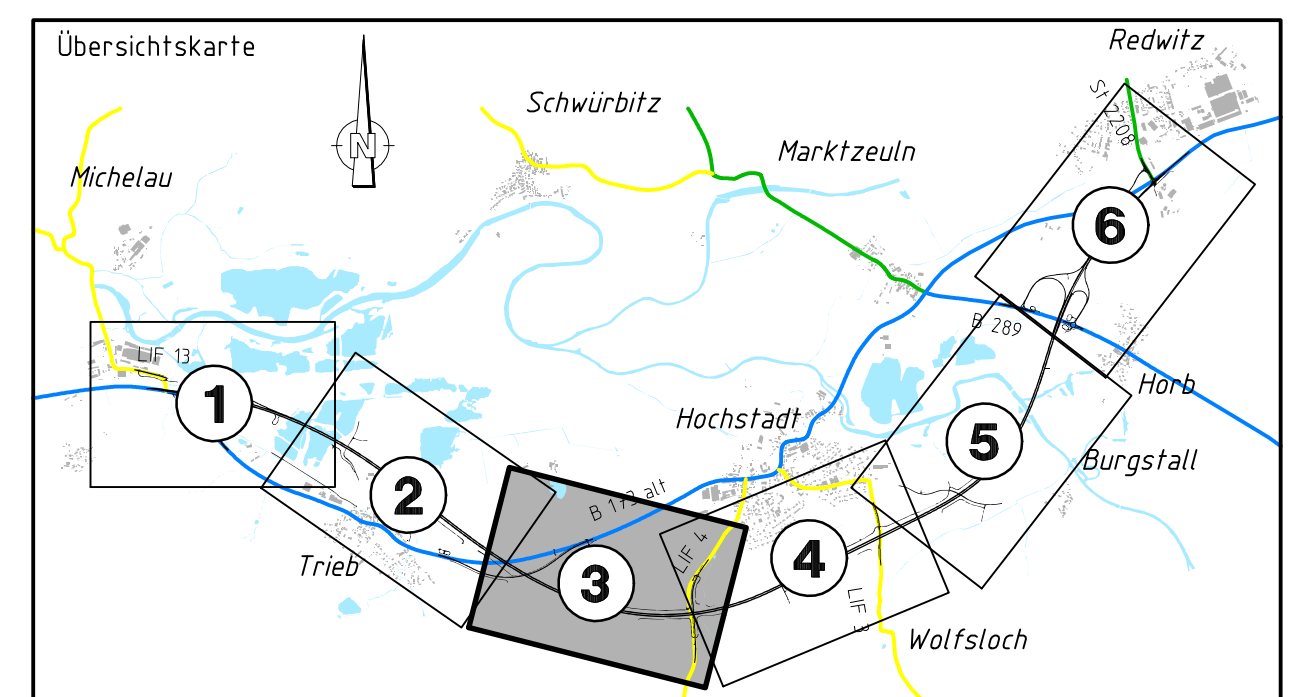 Übersichtskarte
Redwitz
Schwürbitz
St 2208
N
Marktzeuln
Michelau
6
B 289
LIF 13
Horb
1
Hochstadt
5
Burgstall
2
B 173 alt
LIF 4
4
Trieb
3
LIF 3
Wolfsloch